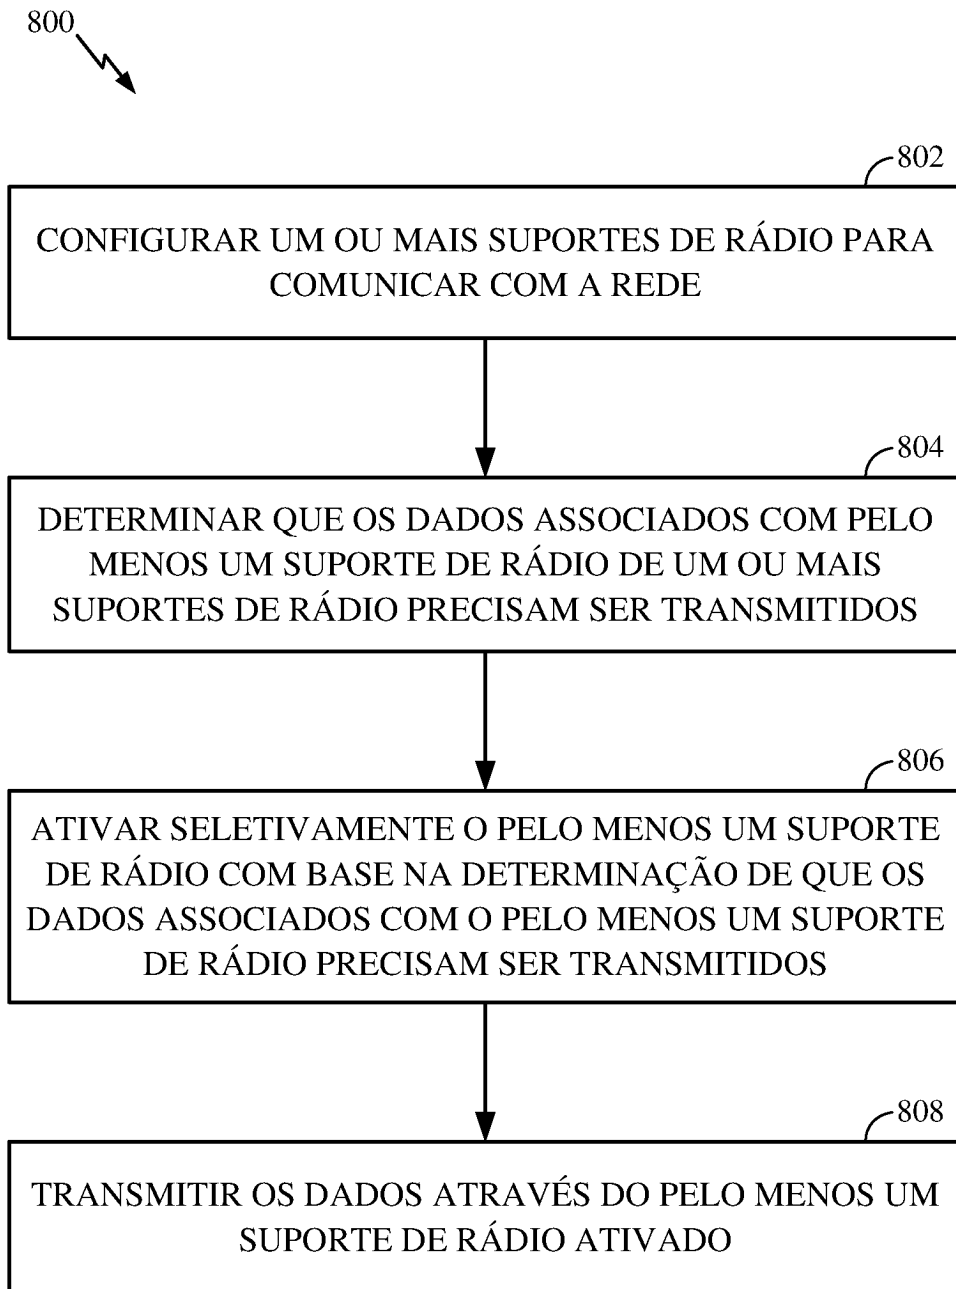 800
802
CONFIGURAR UM OU MAIS SUPORTES DE RÁDIO PARA
COMUNICAR COM A REDE
804
DETERMINAR QUE OS DADOS ASSOCIADOS COM PELO
MENOS UM SUPORTE DE RÁDIO DE UM OU MAIS
SUPORTES DE RÁDIO PRECISAM SER TRANSMITIDOS
806
ATIVAR SELETIVAMENTE O PELO MENOS UM SUPORTE
DE RÁDIO COM BASE NA DETERMINAÇÃO DE QUE OS
DADOS ASSOCIADOS COM O PELO MENOS UM SUPORTE
DE RÁDIO PRECISAM SER TRANSMITIDOS
808
TRANSMITIR OS DADOS ATRAVÉS DO PELO MENOS UM
SUPORTE DE RÁDIO ATIVADO